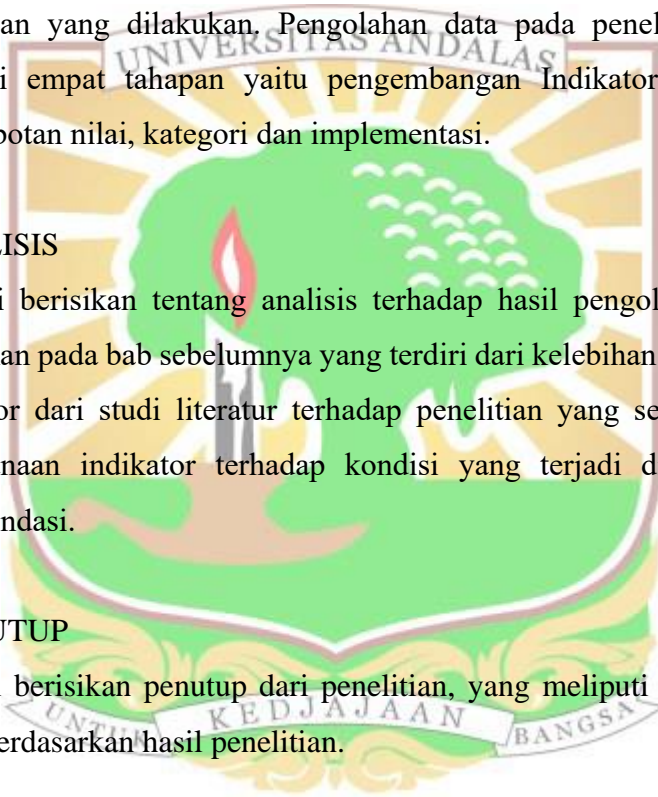 an yang dilakukan. Pengolahan data pada penel
UNIVERSITAS ANDALAS
i empat tahapan yaitu pengembangan Indikator
botan nilai, kategori dan implementasi.
LISIS
i berisikan tentang analisis terhadap hasil pengol
an pada bab sebelumnya yang terdiri dari kelebihan
or dari studi literatur terhadap penelitian yang se
naan indikator terhadap kondisi yang terjadi d
ndasi.
UTUP
berisikan penutup dari penelitian, yang meliputi
UNTUK KEDJAJAAN BANGSA
erdasarkan hasil penelitian.